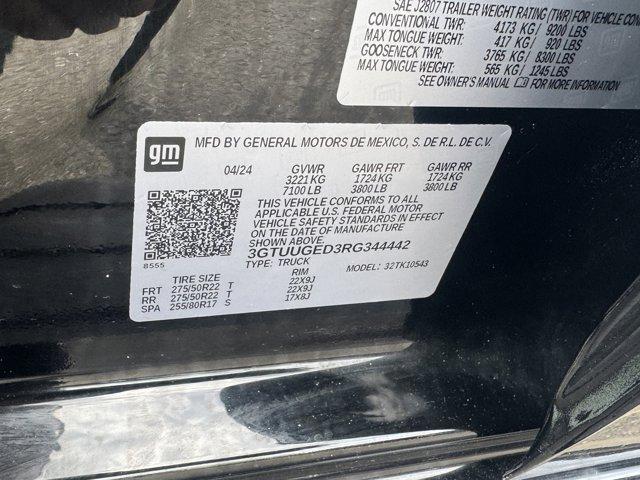 SAE J2807 TRAILER WEIGHT RATING (TWR) FOR VEHICLE CON
CONVENTIONAL TWR: 4173 KG / 9200 LBS
MAX TONGUE WEIGHT: 417 KG / 920 LBS
GOOSENECK TWR: 3765 KG / 8300 LBS
MAX TONGUE WEIGHT: 565 KG / 1245 LBS
SEE OWNER'S MANUAL FOR MORE INFORMATION
gm MFD BY GENERAL MOTORS DE MEXICO, S. DE R.L. DE C.V.
04/24 GVWR GAWR FRT GAWR RR
3221 KG 1724 KG 1724 KG
7100 LB 3800 LB 3800 LB
THIS VEHICLE CONFORMS TO ALL
APPLICABLE U.S. FEDERAL MOTOR
VEHICLE SAFETY STANDARDS IN EFFECT
ON THE DATE OF MANUFACTURE
SHOWN ABOVE.
3GTUUGED3RG344442
TYPE: TRUCK MODEL: 32TK10543
8555
TIRE SIZE RIM
FRT 275/50R22 T 22X9J
RR 275/50R22 T 22X9J
SPA 255/80R17 S 17X8J